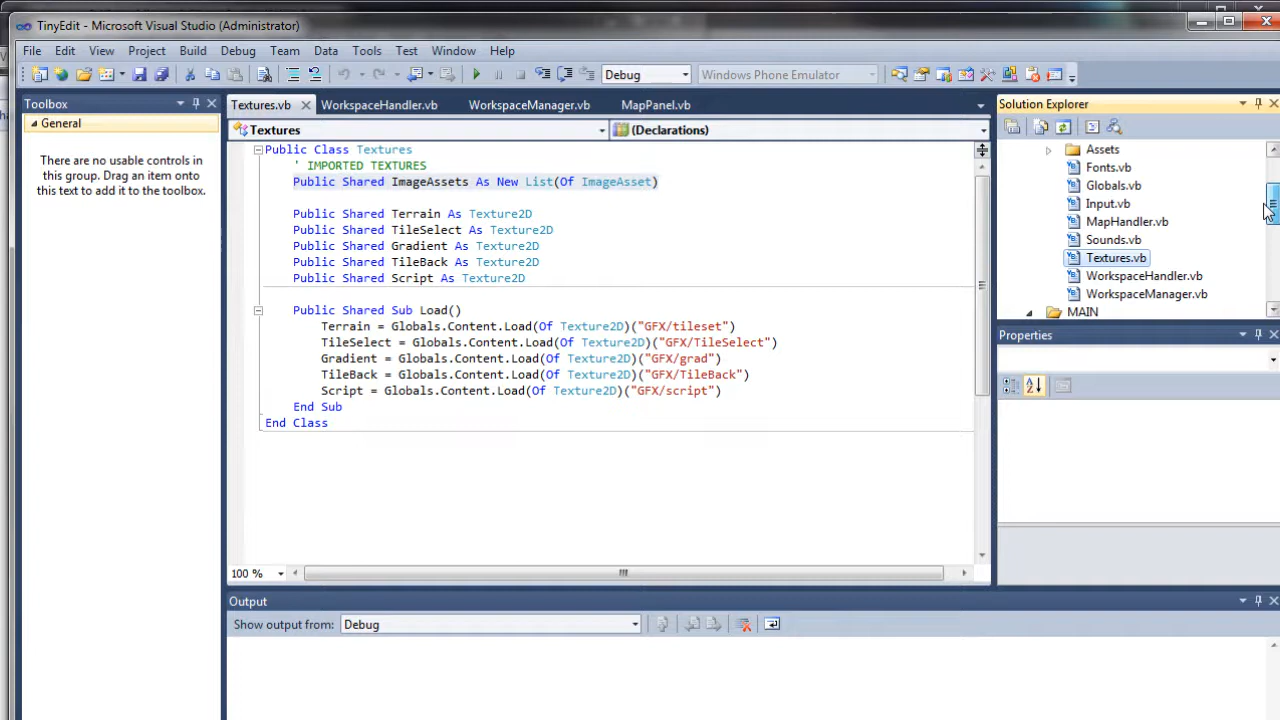 TinyEdit - Microsoft Visual Studio (Administrator)
File Edit View Project Build Debug Team Data Tools Test Window Help
Debug Windows Phone Emulator
Toolbox
General
There are no usable controls in
this group. Drag an item onto
this text to add it to the toolbox.
Textures.vb WorkspaceHandler.vb WorkspaceManager.vb MapPanel.vb
Textures (Declarations)
Public Class Textures
' IMPORTED TEXTURES
Public Shared ImageAssets As New List(Of ImageAsset)
Public Shared Terrain As Texture2D
Public Shared TileSelect As Texture2D
Public Shared Gradient As Texture2D
Public Shared TileBack As Texture2D
Public Shared Script As Texture2D
Public Shared Sub Load()
Terrain = Globals.Content.Load(Of Texture2D)("GFX/tileset")
TileSelect = Globals.Content.Load(Of Texture2D)("GFX/TileSelect")
Gradient = Globals.Content.Load(Of Texture2D)("GFX/grad")
TileBack = Globals.Content.Load(Of Texture2D)("GFX/TileBack")
Script = Globals.Content.Load(Of Texture2D)("GFX/script")
End Sub
End Class
100 %
Solution Explorer
Assets
Fonts.vb
Globals.vb
Input.vb
MapHandler.vb
Sounds.vb
Textures.vb
WorkspaceHandler.vb
WorkspaceManager.vb
MAIN
Properties
Output
Show output from: Debug